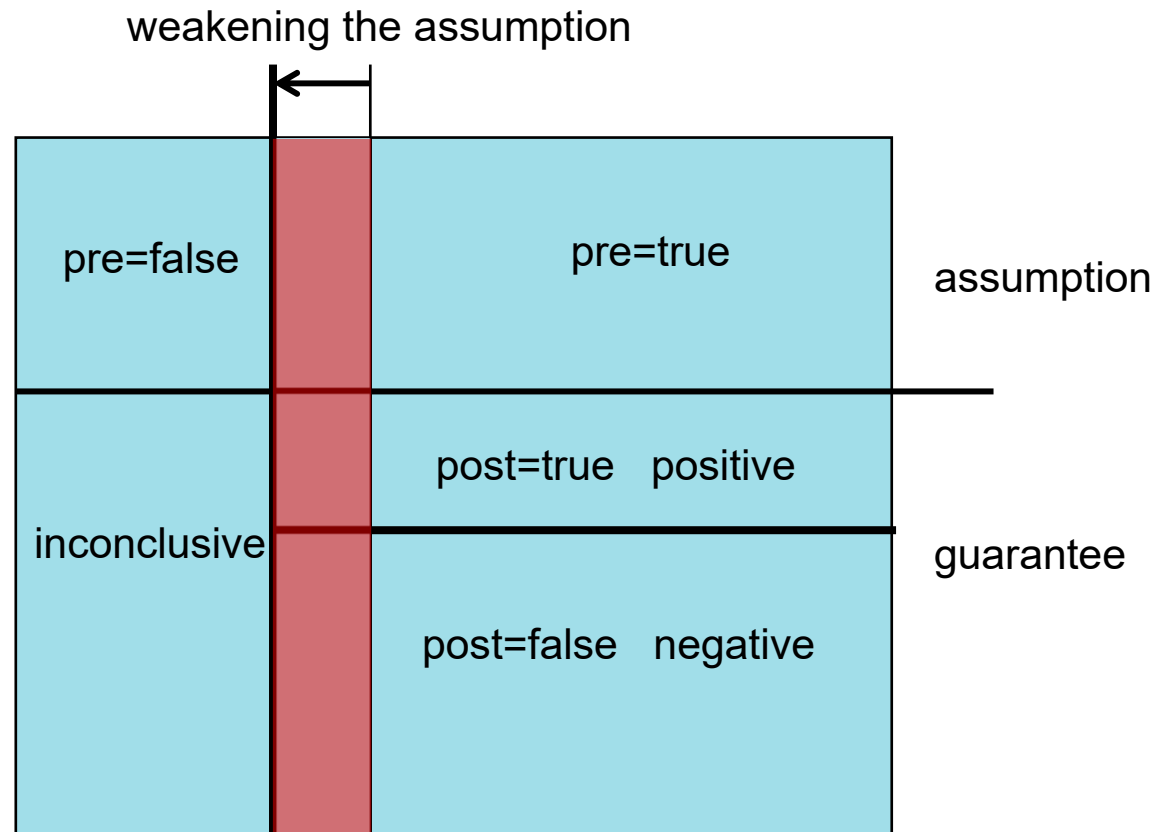 weakening the assumption
pre=false
pre=true
assumption
post=true positive
inconclusive
guarantee
post=false negative